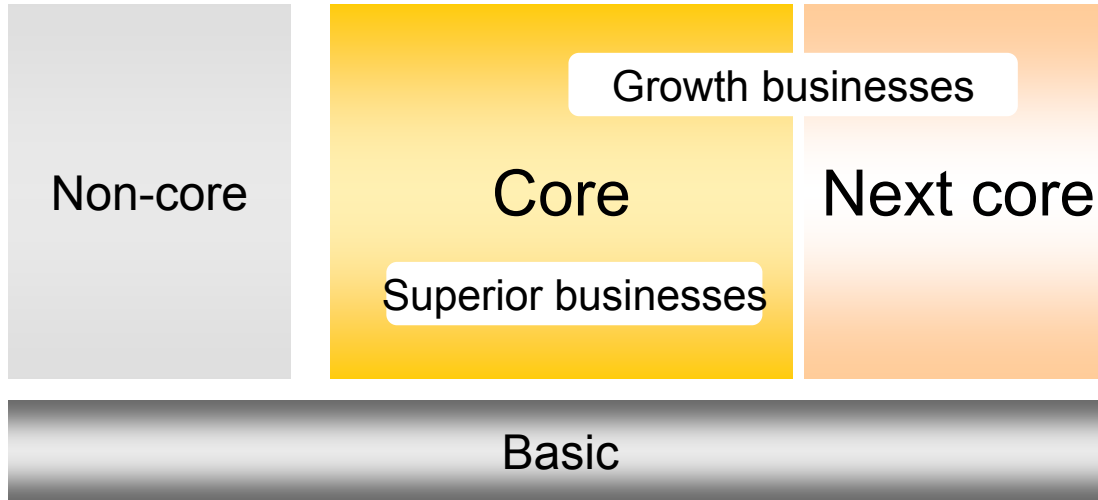 Growth businesses
Non-core
Core
Next core
Superior businesses
Basic